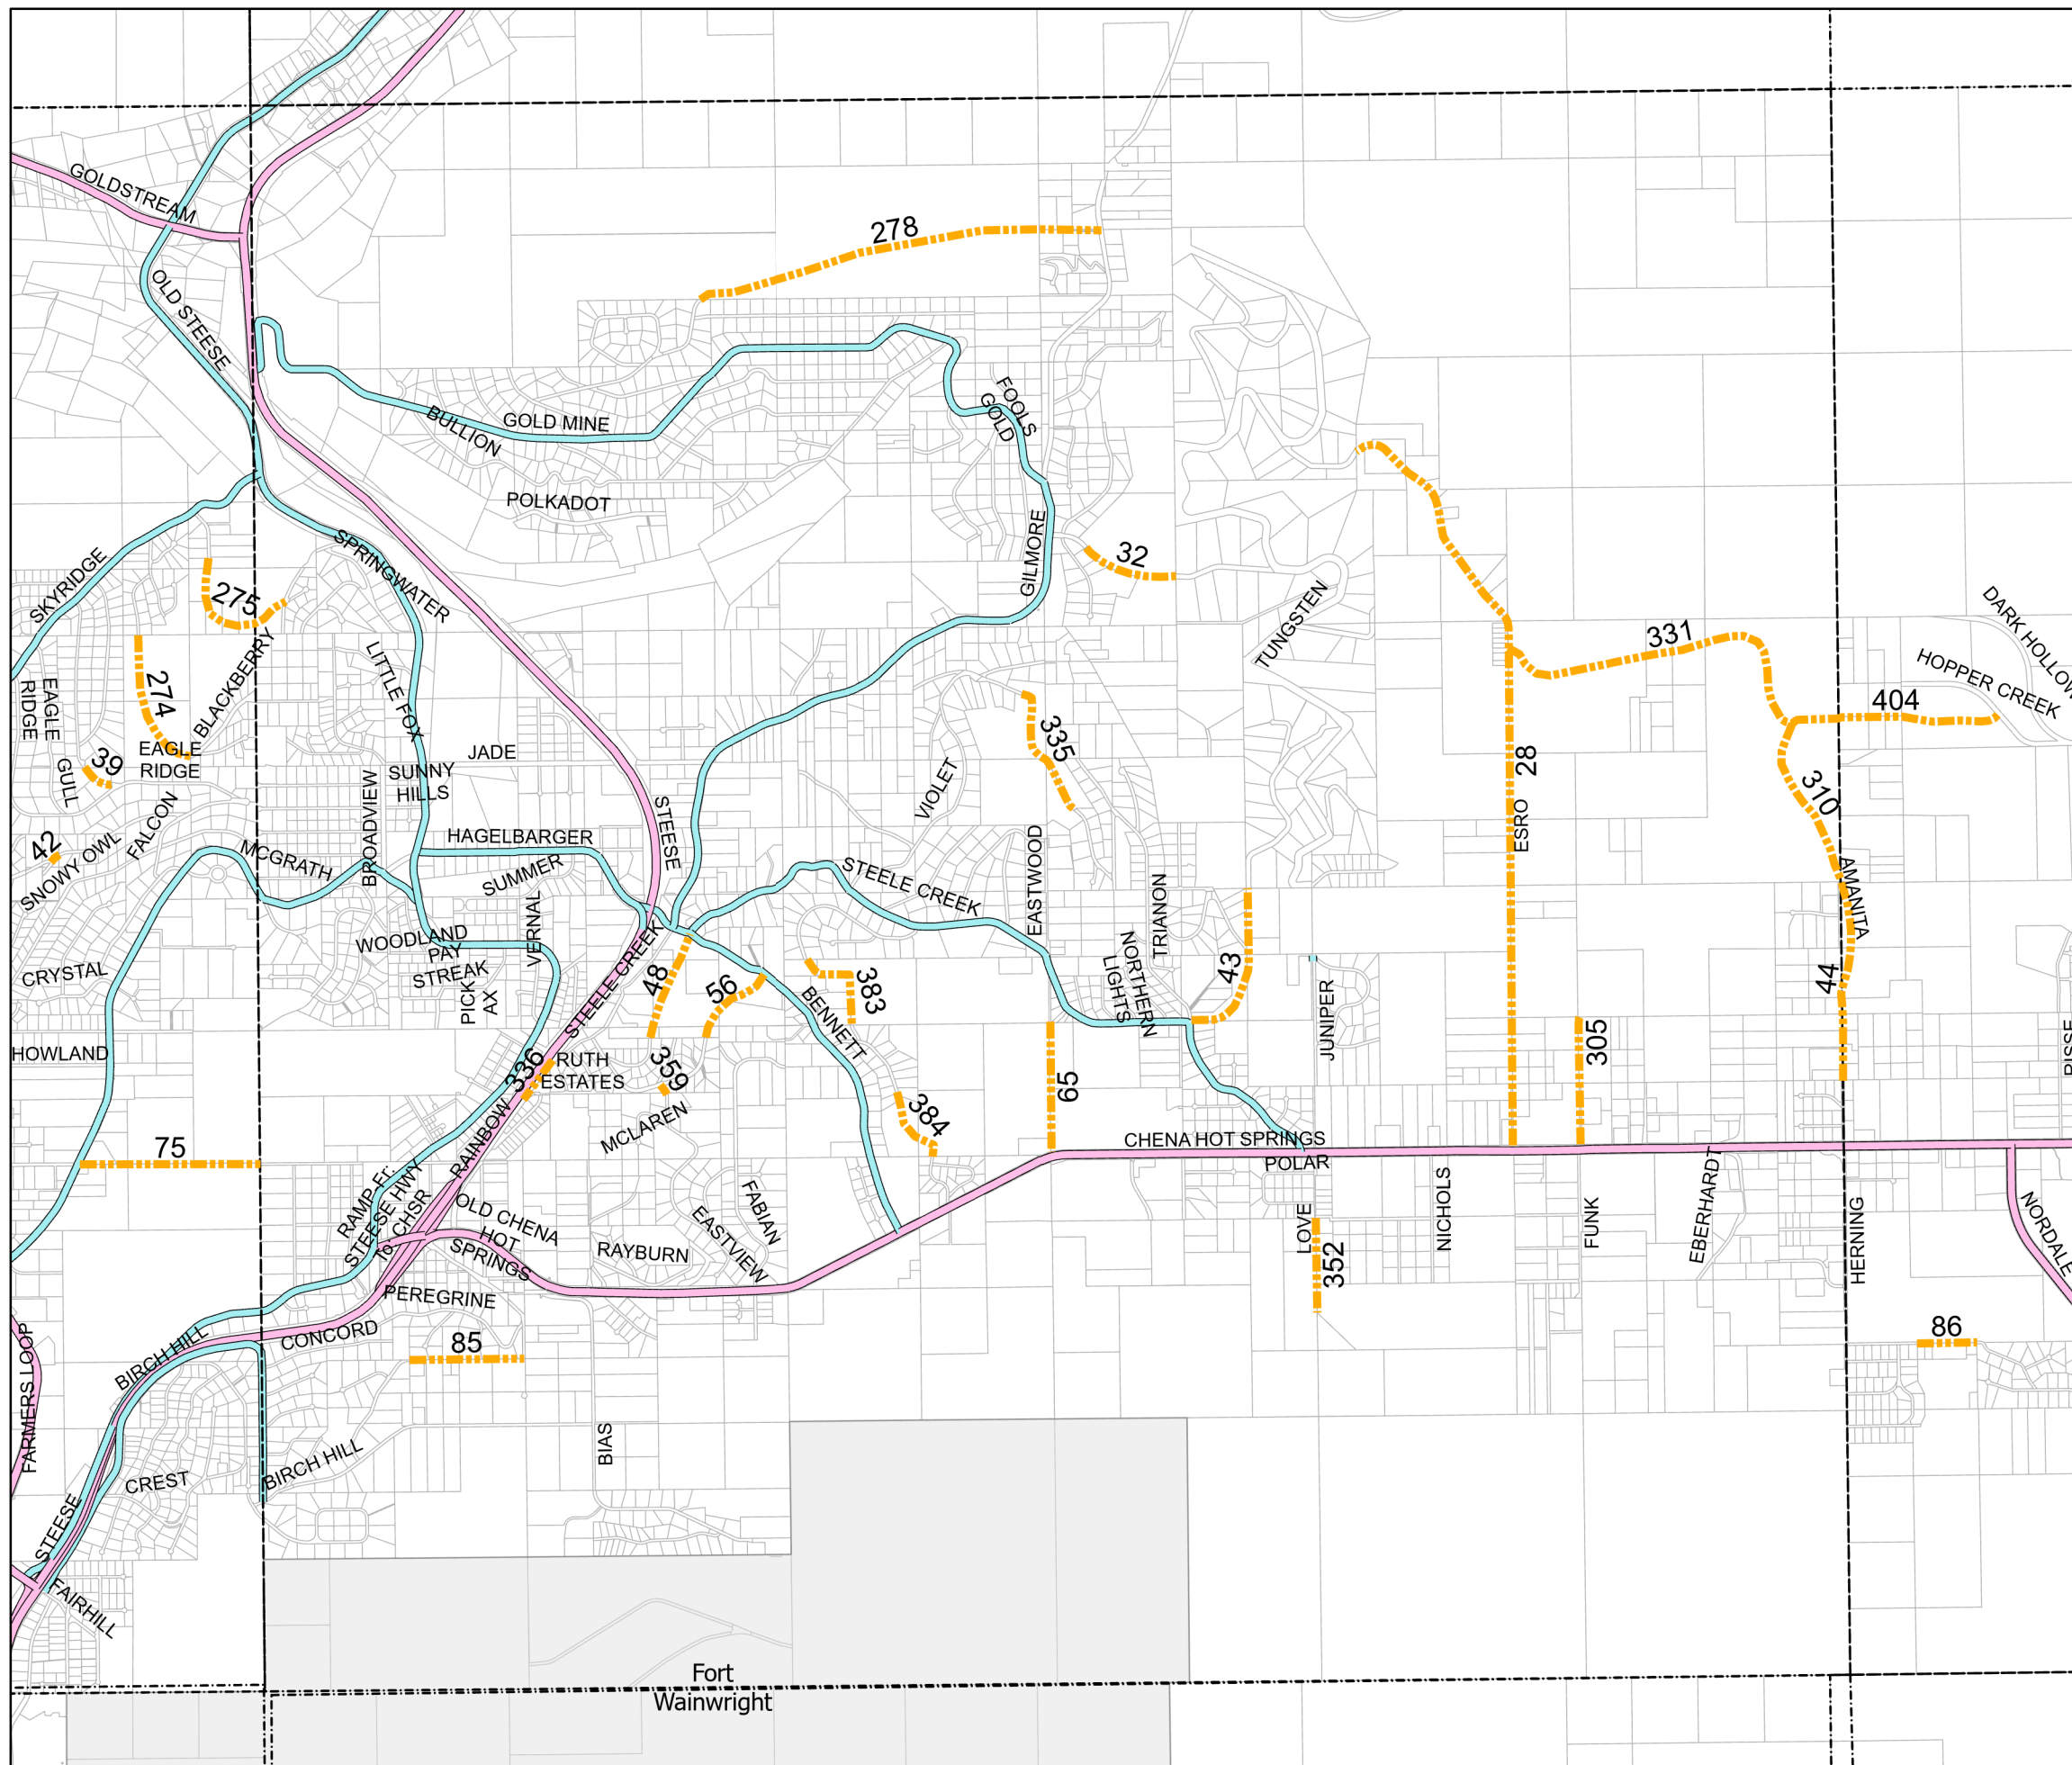 GOLDSTREAM
278
OLD STEESE
FOOLS
GOLD
GOLD MINE
BULLION
POLKADOT
GILMORE
32
SPRINGWATER
SKYRIDGE
275
TUNGSTEN
DARK HOLLOW
331
HOPPER CREEK
404
BLACKBERRY
LITTLE FOX
274
EAGLE
RIDGE
EAGLE
RIDGE
39
GULL
JADE
SUNNY
HILLS
335
VIOLET
28
ESRO
310
BROADVIEW
STEESE
FALCON
42
SNOWY OWL
MCGRATH
HAGELBARGER
SUMMER
STEELE CREEK
EASTWOOD
TRIANON
AMANITA
VERNAL
WOODLAND
PAY
STREAK
PICK
AX
CRYSTAL
STEELE CREEK
48
56
383
BENNETT
NORTHERN
LIGHTS
43
44
JUNIPER
305
HOWLAND
336
RUTH
ESTATES
359
65
RISSE
384
MCLAREN
RAINBOW
75
CHENA HOT SPRINGS
POLAR
RAMP Fr:
STEESE HWY
To: CHSR
OLD CHENA
HOT
SPRINGS
FABIAN
EASTVIEW
RAYBURN
LOVE
352
NICHOLS
FUNK
EBERHARDT
HERNING
NORDALE
PEREGRINE
CONCORD
85
86
BIRCH HILL
FARMERS LOOP
BIAS
BIRCH HILL
CREST
STEESE
FAIRHILL
Fort
Wainwright